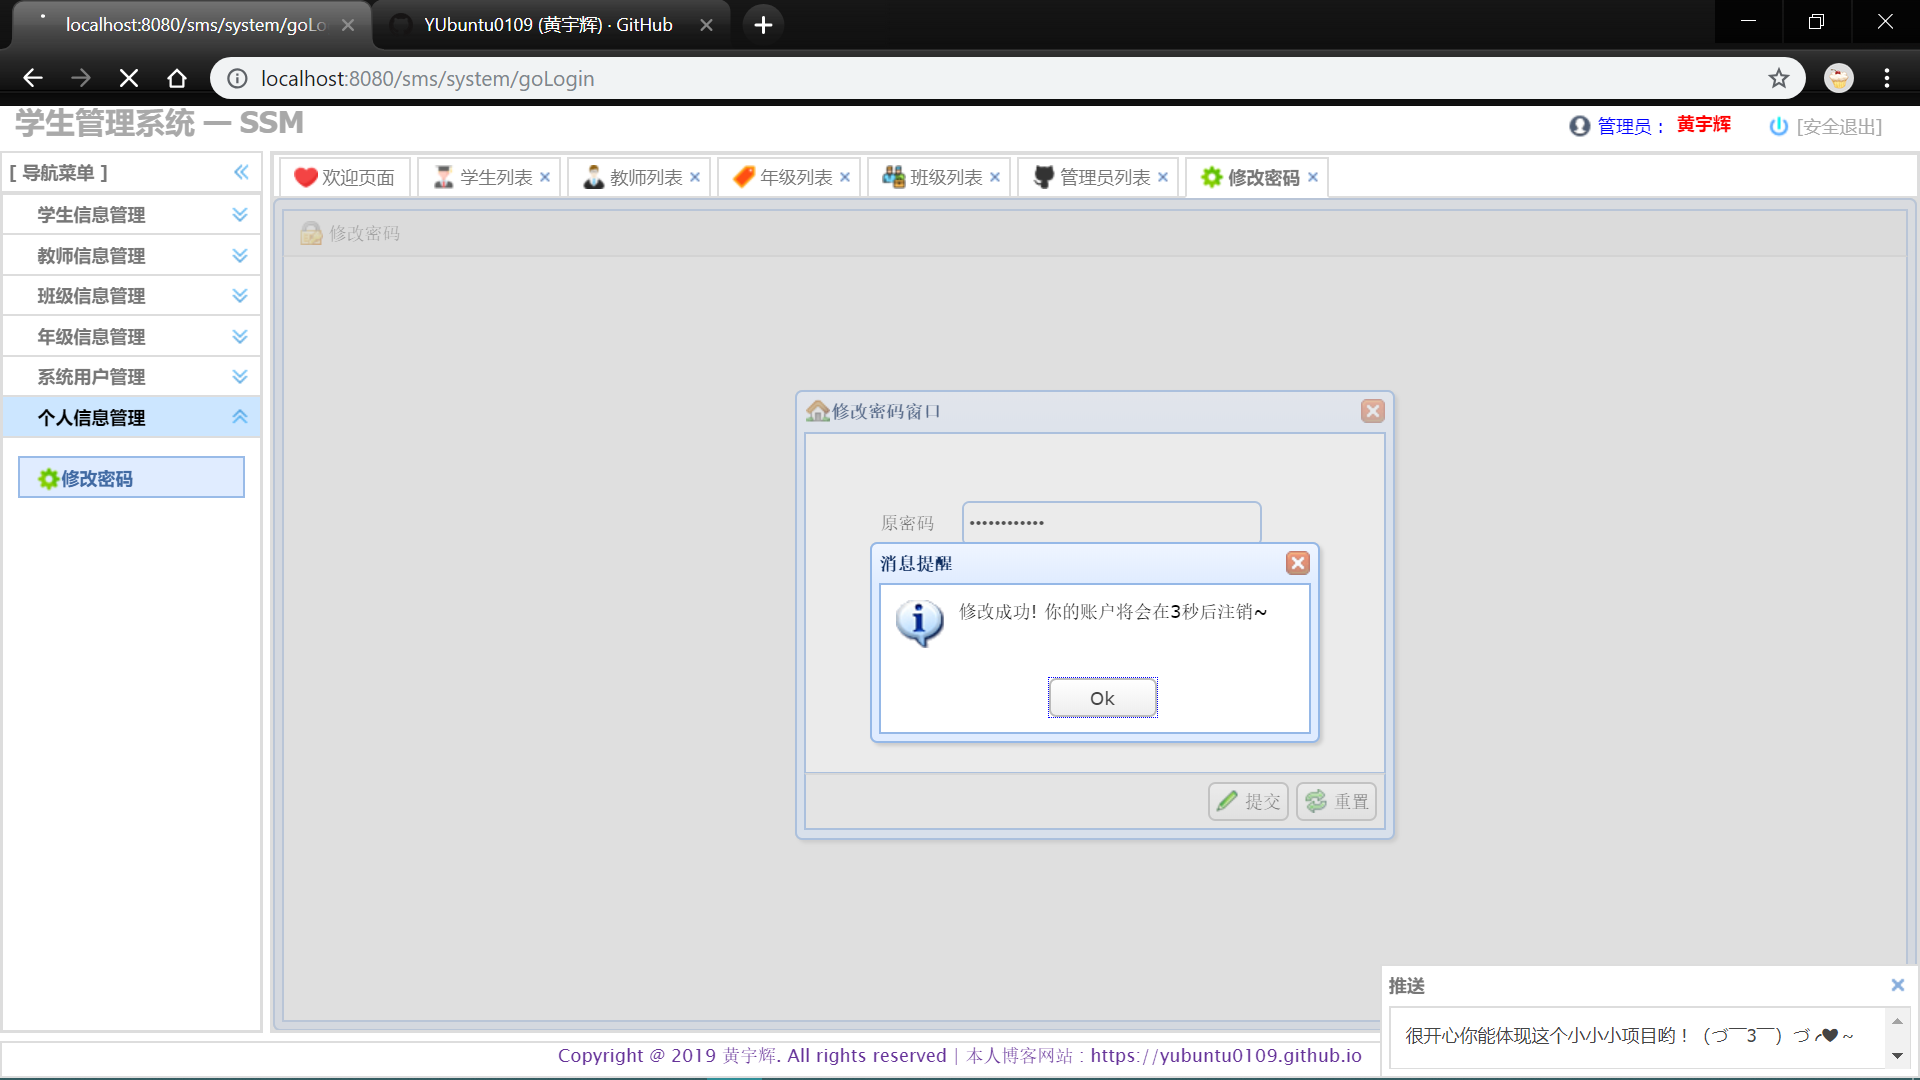 localhost:8080/sms/system/goLo
YUbuntu0109 (黄宇辉) · GitHub
localhost:8080/sms/system/goLogin
学生管理系统 — SSM
管理员： 黄宇辉 [安全退出]
[ 导航菜单 ]
学生信息管理
教师信息管理
班级信息管理
年级信息管理
系统用户管理
个人信息管理
修改密码
欢迎页面 学生列表 教师列表 年级列表 班级列表 管理员列表 修改密码
修改密码
修改密码窗口
原密码 ••••••••••••
消息提醒
修改成功! 你的账户将会在3秒后注销~
Ok
提交 重置
推送
很开心你能体现这个小小小项目哟！（づ￣3￣）づ╭❤～
Copyright @ 2019 黄宇辉. All rights reserved | 本人博客网站 : https://yubuntu0109.github.io